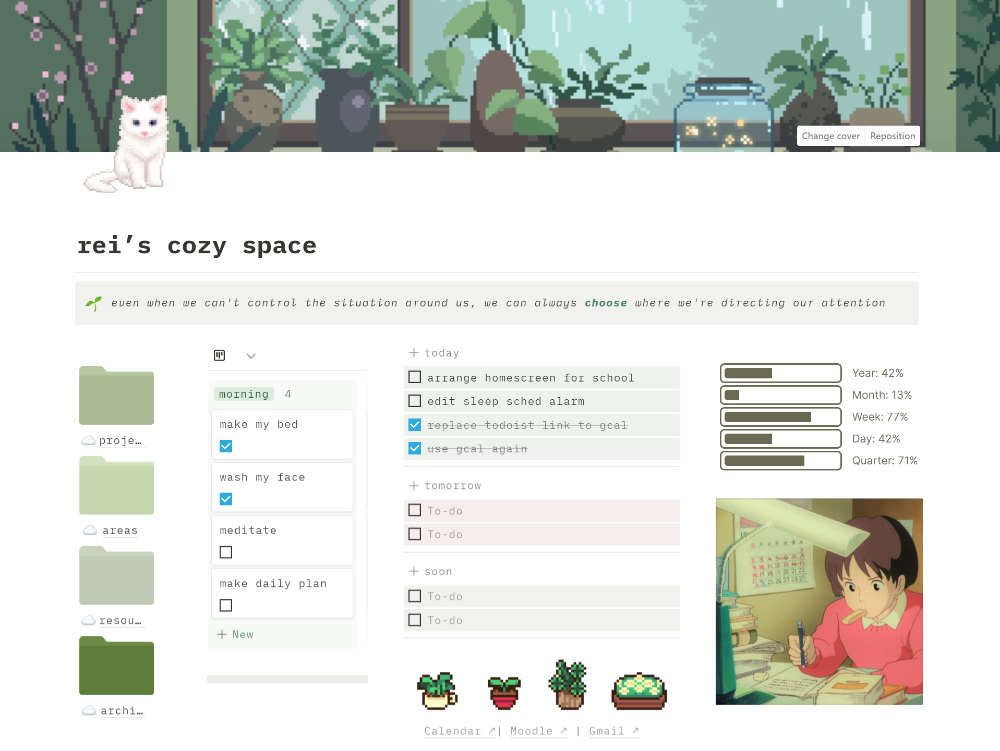 Change cover Reposition
rei’s cozy space
even when we can't control the situation around us, we can always choose where we're directing our attention
proje…
areas
resou…
archi…
morning 4
make my bed
wash my face
meditate
make daily plan
+ New
+ today
arrange homescreen for school
edit sleep sched alarm
replace todoist link to gcal
use gcal again
+ tomorrow
To-do
To-do
+ soon
To-do
To-do
Calendar ↗| Moodle ↗ | Gmail ↗
Year: 42%
Month: 13%
Week: 77%
Day: 42%
Quarter: 71%